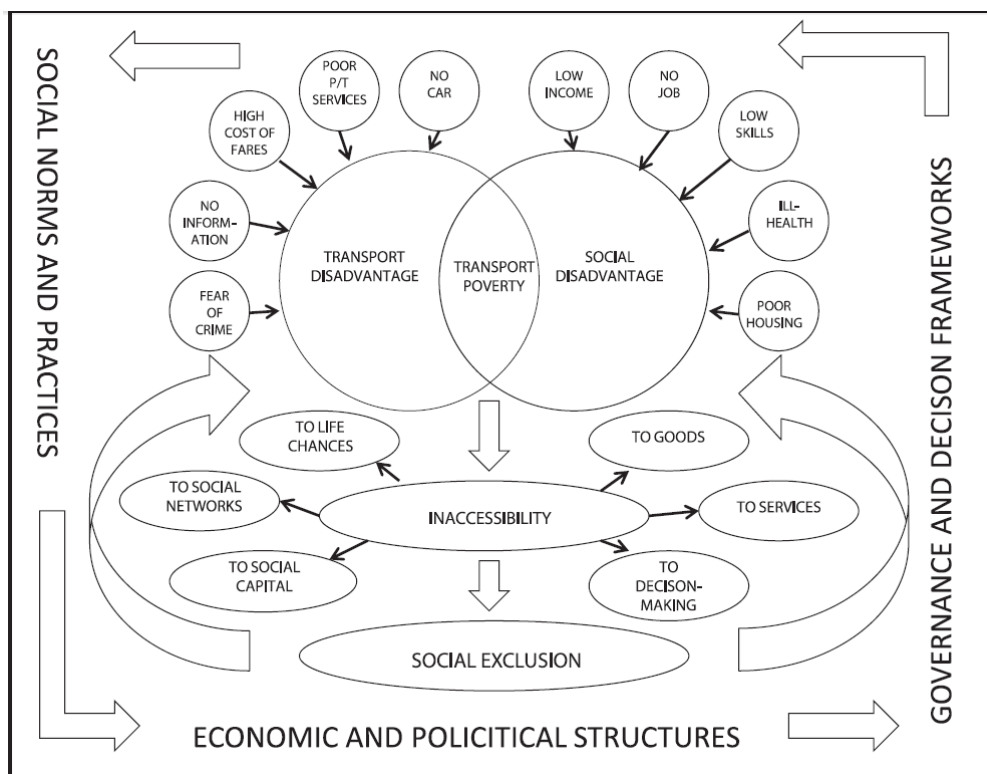 SOCIAL NORMS AND PRACTICES
POOR
P/T
SERVICES
NO
CAR
LOW
INCOME
NO
JOB
HIGH
COST OF
FARES
LOW
SKILLS
NO
INFORM-
ATION
ILL-
HEALTH
FEAR
OF
CRIME
POOR
HOUSING
TRANSPORT
DISADVANTAGE
TRANSPORT
POVERTY
SOCIAL
DISADVANTAGE
TO LIFE
CHANCES
TO GOODS
TO SOCIAL
NETWORKS
INACCESSIBILITY
TO SERVICES
TO SOCIAL
CAPITAL
TO
DECISON-
MAKING
SOCIAL EXCLUSION
ECONOMIC AND POLICITICAL STRUCTURES
GOVERNANCE AND DECISON FRAMEWORKS